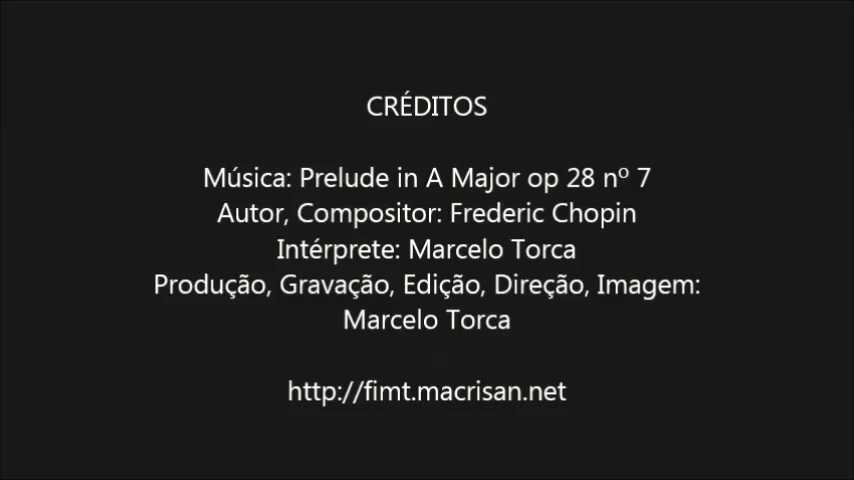 CRÉDITOS
Música: Prelude in A Major op 28 nº 7
Autor, Compositor: Frederic Chopin
Intérprete: Marcelo Torca
Produção, Gravação, Edição, Direção, Imagem:
Marcelo Torca
http://fimt.macrisan.net